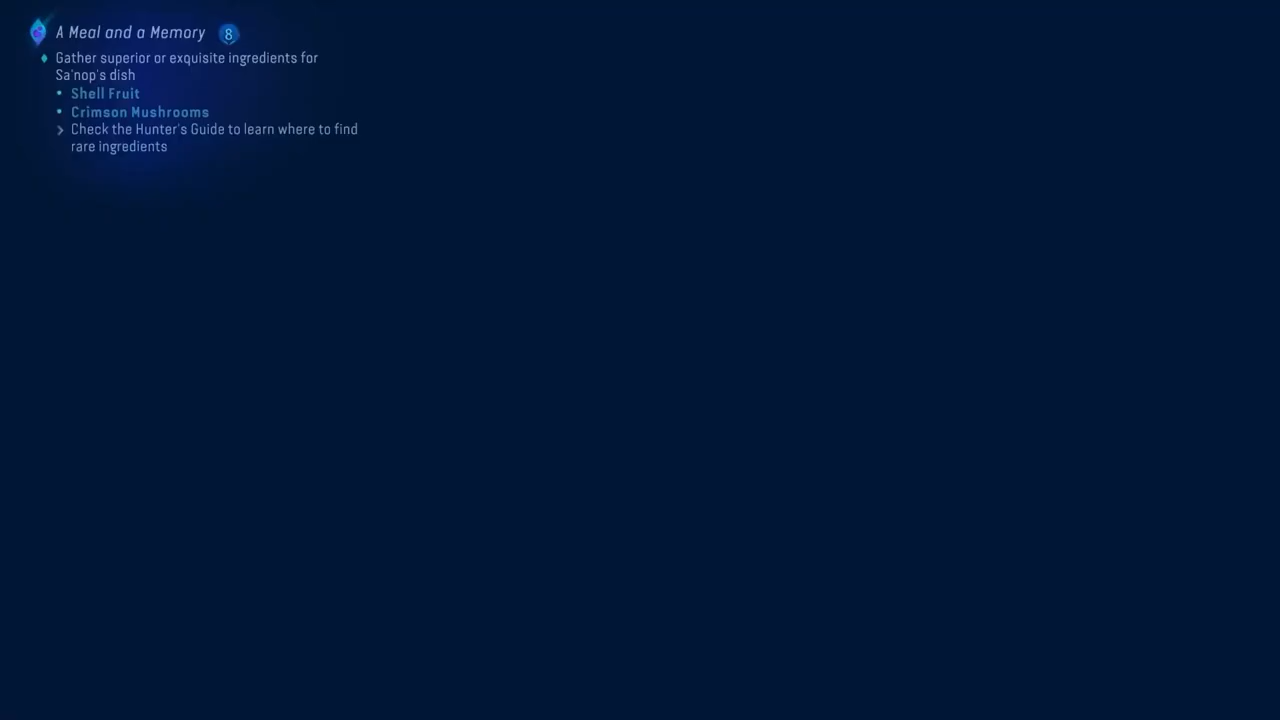 A Meal and a Memory 8
Gather superior or exquisite ingredients for
Sa'nop's dish
• Shell Fruit
• Crimson Mushrooms
Check the Hunter's Guide to learn where to find
rare ingredients